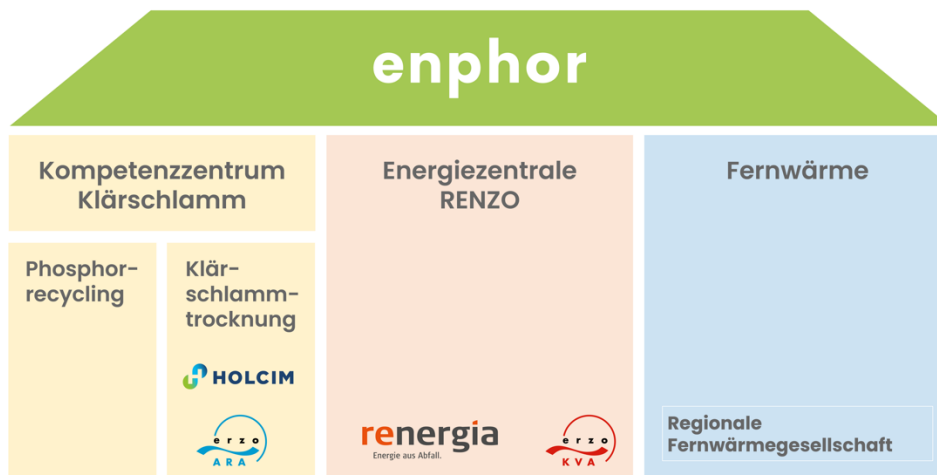 enphor
Kompetenzzentrum
Klärschlamm
Phosphor-
recycling
Klär-
schlamm-
trocknung
HOLCIM
erzo
ARA
Energiezentrale
RENZO
renergia
Energie aus Abfall.
erzo
KVA
Fernwärme
Regionale
Fernwärmegesellschaft